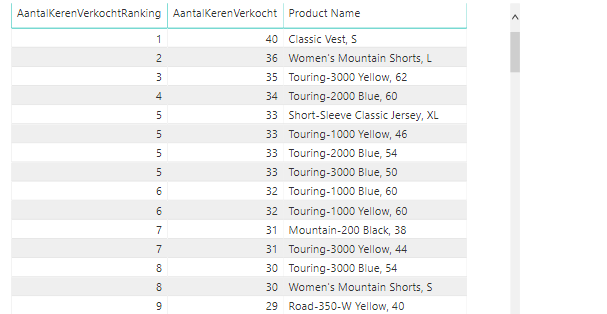 AantalKerenVerkochtRanking AantalKerenVerkocht Product Name
1 40 Classic Vest, S
2 36 Women's Mountain Shorts, L
3 35 Touring-3000 Yellow, 62
4 34 Touring-2000 Blue, 60
5 33 Short-Sleeve Classic Jersey, XL
5 33 Touring-1000 Yellow, 46
5 33 Touring-2000 Blue, 54
5 33 Touring-3000 Blue, 50
6 32 Touring-1000 Blue, 60
6 32 Touring-1000 Yellow, 60
7 31 Mountain-200 Black, 38
7 31 Touring-3000 Yellow, 44
8 30 Touring-3000 Blue, 54
8 30 Women's Mountain Shorts, S
9 29 Road-350-W Yellow, 40